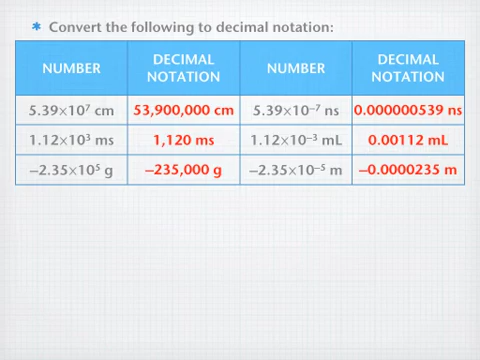 * Convert the following to decimal notation:
NUMBER DECIMAL NOTATION NUMBER DECIMAL NOTATION
5.39×10⁷ cm 53,900,000 cm 5.39×10⁻⁷ ns 0.000000539 ns
1.12×10³ ms 1,120 ms 1.12×10⁻³ mL 0.00112 mL
−2.35×10⁵ g −235,000 g −2.35×10⁻⁵ m −0.0000235 m